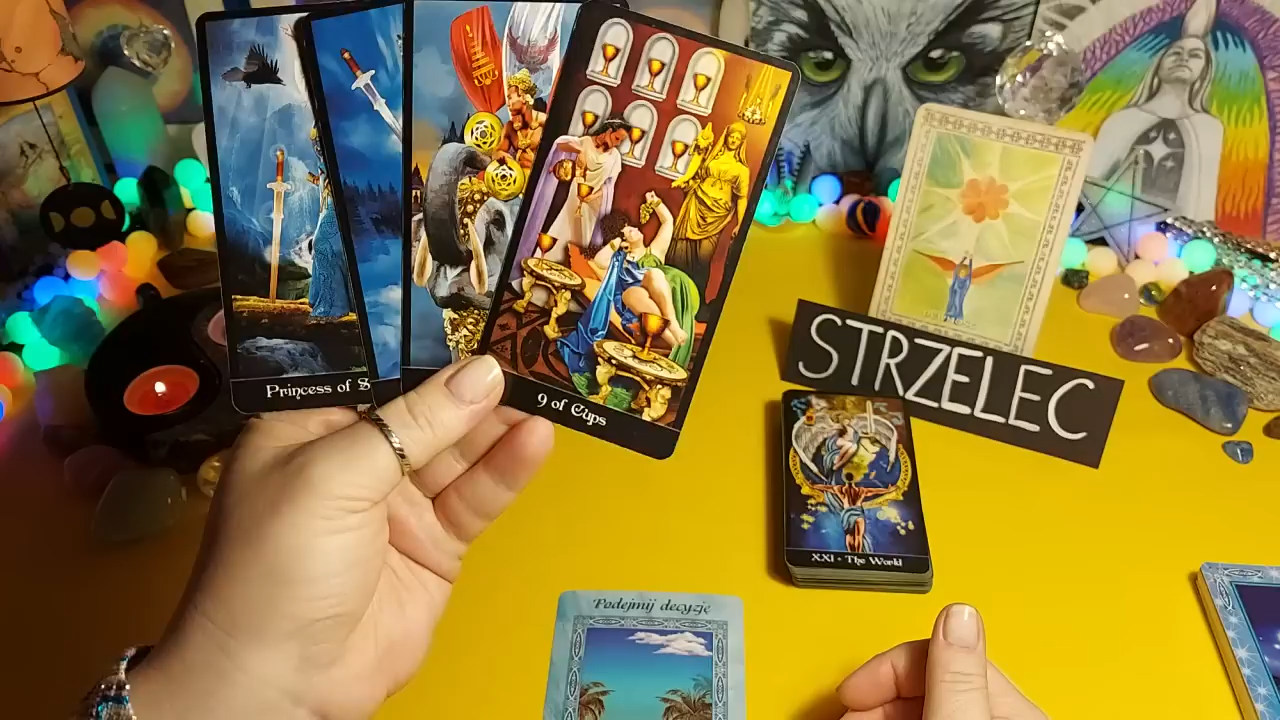 Princess of S
9 of Cups
STRZELEC
XXI • The World
Podejmij decyzję